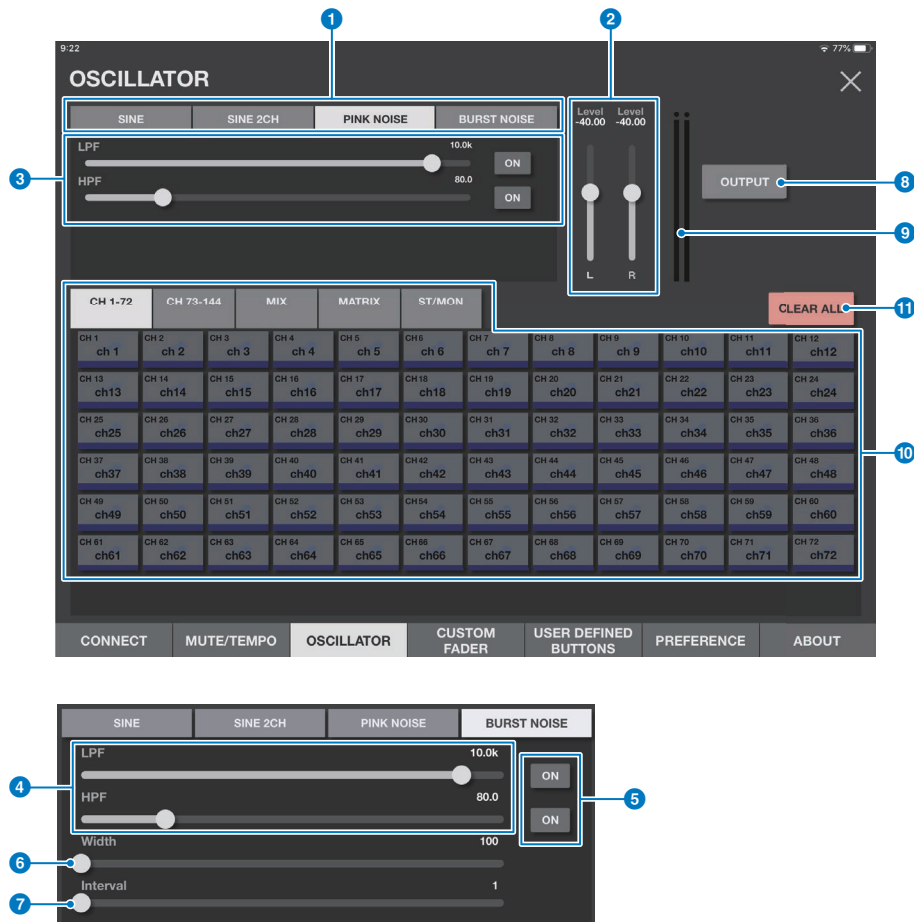 1 2
9:22 77%
OSCILLATOR
SINE SINE 2CH PINK NOISE BURST NOISE
Level Level
-40.00 -40.00
LPF 10.0k ON
HPF 80.0 ON
3
OUTPUT 8
9
L R
CH 1-72 CH 73-144 MIX MATRIX ST/MON
CLEAR ALL 11
CH 1 CH 2 CH 3 CH 4 CH 5 CH 6 CH 7 CH 8 CH 9 CH 10 CH 11 CH 12
ch 1 ch 2 ch 3 ch 4 ch 5 ch 6 ch 7 ch 8 ch 9 ch10 ch11 ch12
CH 13 CH 14 CH 15 CH 16 CH 17 CH 18 CH 19 CH 20 CH 21 CH 22 CH 23 CH 24
ch13 ch14 ch15 ch16 ch17 ch18 ch19 ch20 ch21 ch22 ch23 ch24
CH 25 CH 26 CH 27 CH 28 CH 29 CH 30 CH 31 CH 32 CH 33 CH 34 CH 35 CH 36
ch25 ch26 ch27 ch28 ch29 ch30 ch31 ch32 ch33 ch34 ch35 ch36
10
CH 37 CH 38 CH 39 CH 40 CH 41 CH 42 CH 43 CH 44 CH 45 CH 46 CH 47 CH 48
ch37 ch38 ch39 ch40 ch41 ch42 ch43 ch44 ch45 ch46 ch47 ch48
CH 49 CH 50 CH 51 CH 52 CH 53 CH 54 CH 55 CH 56 CH 57 CH 58 CH 59 CH 60
ch49 ch50 ch51 ch52 ch53 ch54 ch55 ch56 ch57 ch58 ch59 ch60
CH 61 CH 62 CH 63 CH 64 CH 65 CH 66 CH 67 CH 68 CH 69 CH 70 CH 71 CH 72
ch61 ch62 ch63 ch64 ch65 ch66 ch67 ch68 ch69 ch70 ch71 ch72
CONNECT MUTE/TEMPO OSCILLATOR CUSTOM FADER USER DEFINED BUTTONS PREFERENCE ABOUT
SINE SINE 2CH PINK NOISE BURST NOISE
LPF 10.0k ON
4
HPF 80.0 ON
5
Width 100
6
Interval 1
7